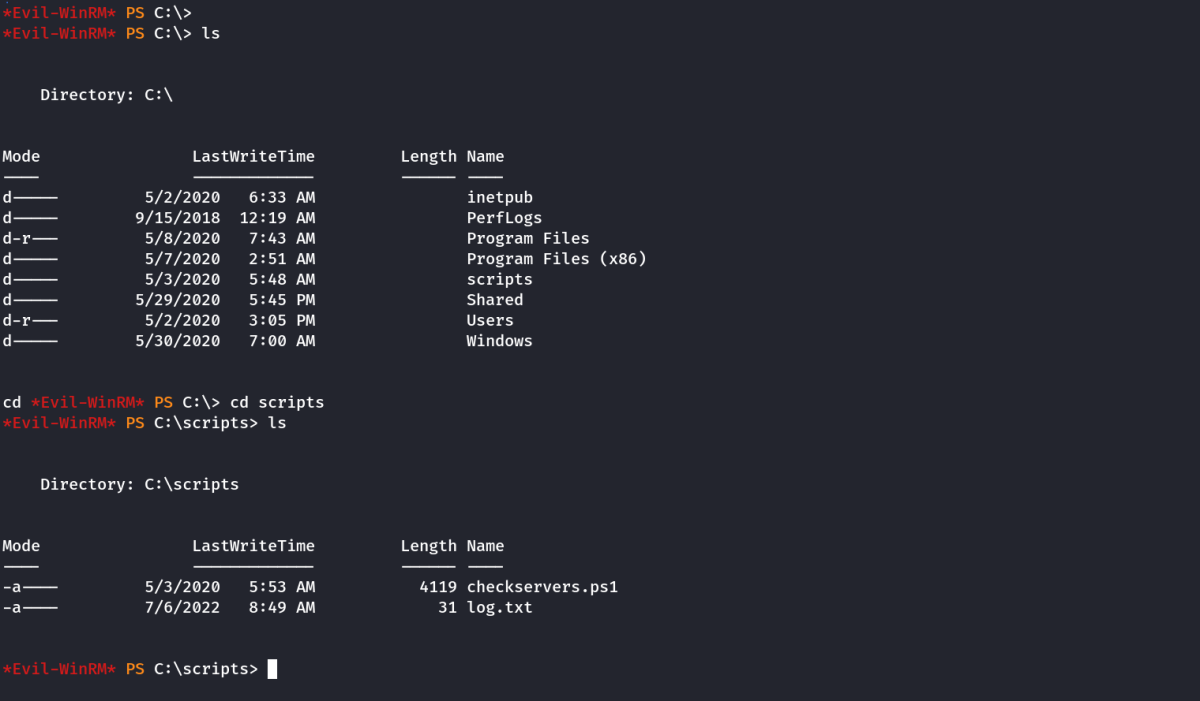 *Evil-WinRM* PS C:\>
*Evil-WinRM* PS C:\> ls
Directory: C:\
Mode LastWriteTime Length Name
---- ------------- ------ ----
d----- 5/2/2020 6:33 AM inetpub
d----- 9/15/2018 12:19 AM PerfLogs
d-r--- 5/8/2020 7:43 AM Program Files
d----- 5/7/2020 2:51 AM Program Files (x86)
d----- 5/3/2020 5:48 AM scripts
d----- 5/29/2020 5:45 PM Shared
d-r--- 5/2/2020 3:05 PM Users
d----- 5/30/2020 7:00 AM Windows
cd *Evil-WinRM* PS C:\> cd scripts
*Evil-WinRM* PS C:\scripts> ls
Directory: C:\scripts
Mode LastWriteTime Length Name
---- ------------- ------ ----
-a---- 5/3/2020 5:53 AM 4119 checkservers.ps1
-a---- 7/6/2022 8:49 AM 31 log.txt
*Evil-WinRM* PS C:\scripts>